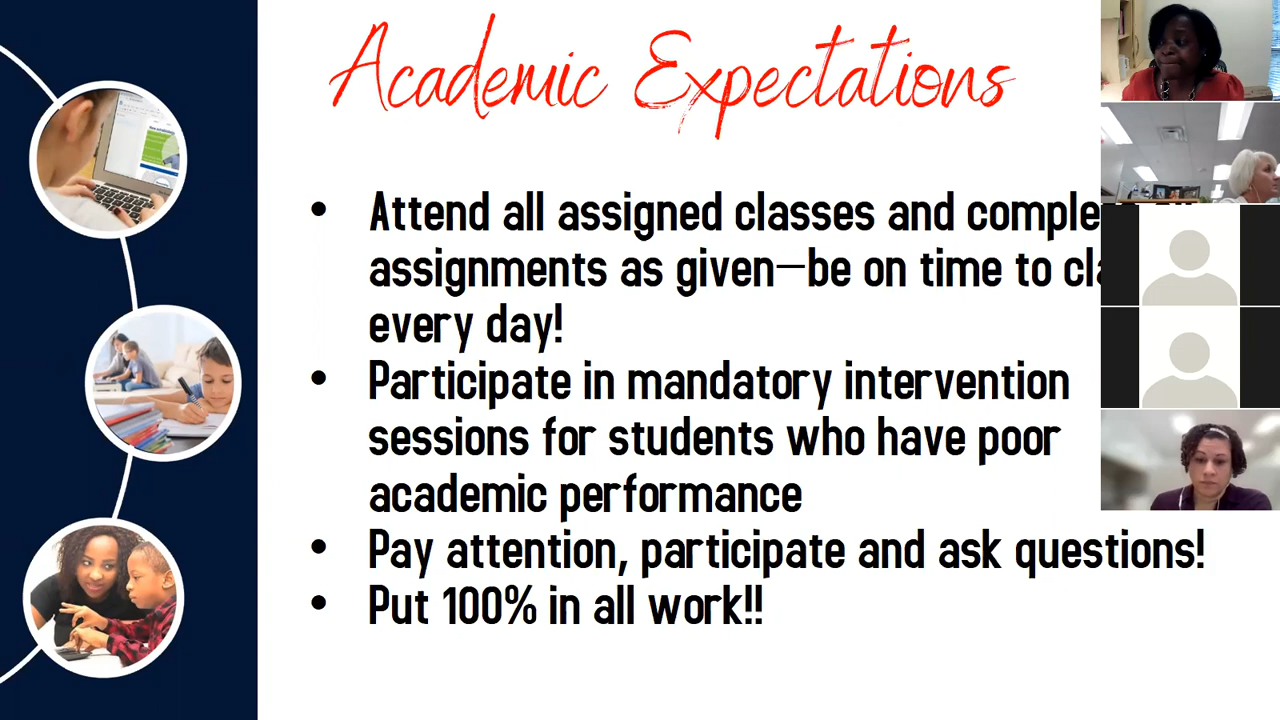 Academic Expectations
• Attend all assigned classes and
assignments as given—be on time to
every day!
• Participate in mandatory intervention
sessions for students who have poor
academic performance
• Pay attention, participate and ask questions!
• Put 100% in all work!!